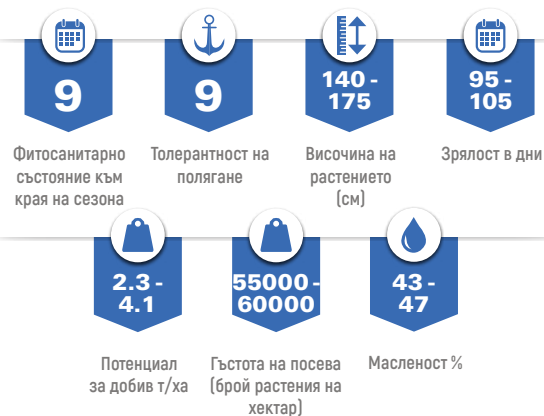 9
Фитосанитарно
състояние към
края на сезона
9
Толерантност на
полягане
140 -
175
Височина на
растението
(см)
95 -
105
Зрялост в дни
2.3 -
4.1
Потенциал
за добив т/ха
55000 -
60000
Гъстота на посева
(брой растения на
хектар)
43 -
47
Масленост %